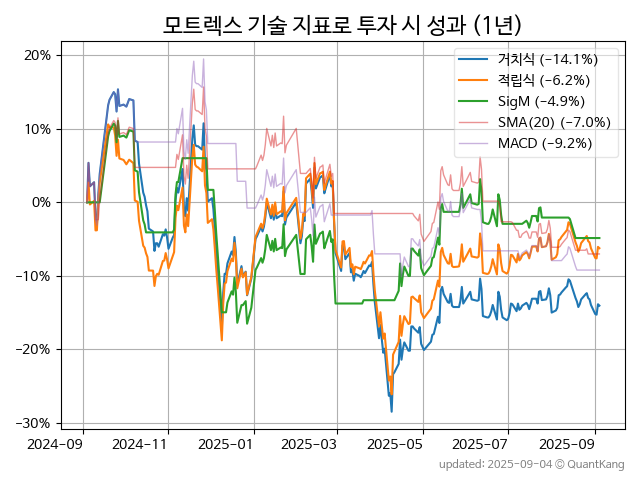 모트렉스 기술 지표로 투자 시 성과 (1년)
거치식 (−14.1%)
적립식 (−6.2%)
SigM (−4.9%)
SMA(20) (−7.0%)
MACD (−9.2%)
20%
10%
0%
−10%
−20%
−30%
2024-09
2024-11
2025-01
2025-03
2025-05
2025-07
2025-09
updated: 2025-09-04 © QuantKang